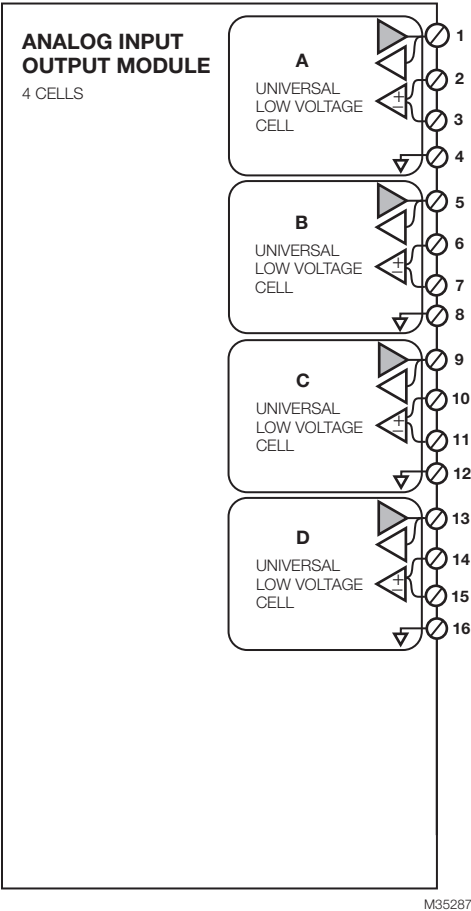 ANALOG INPUT
OUTPUT MODULE
4 CELLS
A
UNIVERSAL
LOW VOLTAGE
CELL
1
2
3
4
B
UNIVERSAL
LOW VOLTAGE
CELL
5
6
7
8
C
UNIVERSAL
LOW VOLTAGE
CELL
9
10
11
12
D
UNIVERSAL
LOW VOLTAGE
CELL
13
14
15
16
M35287